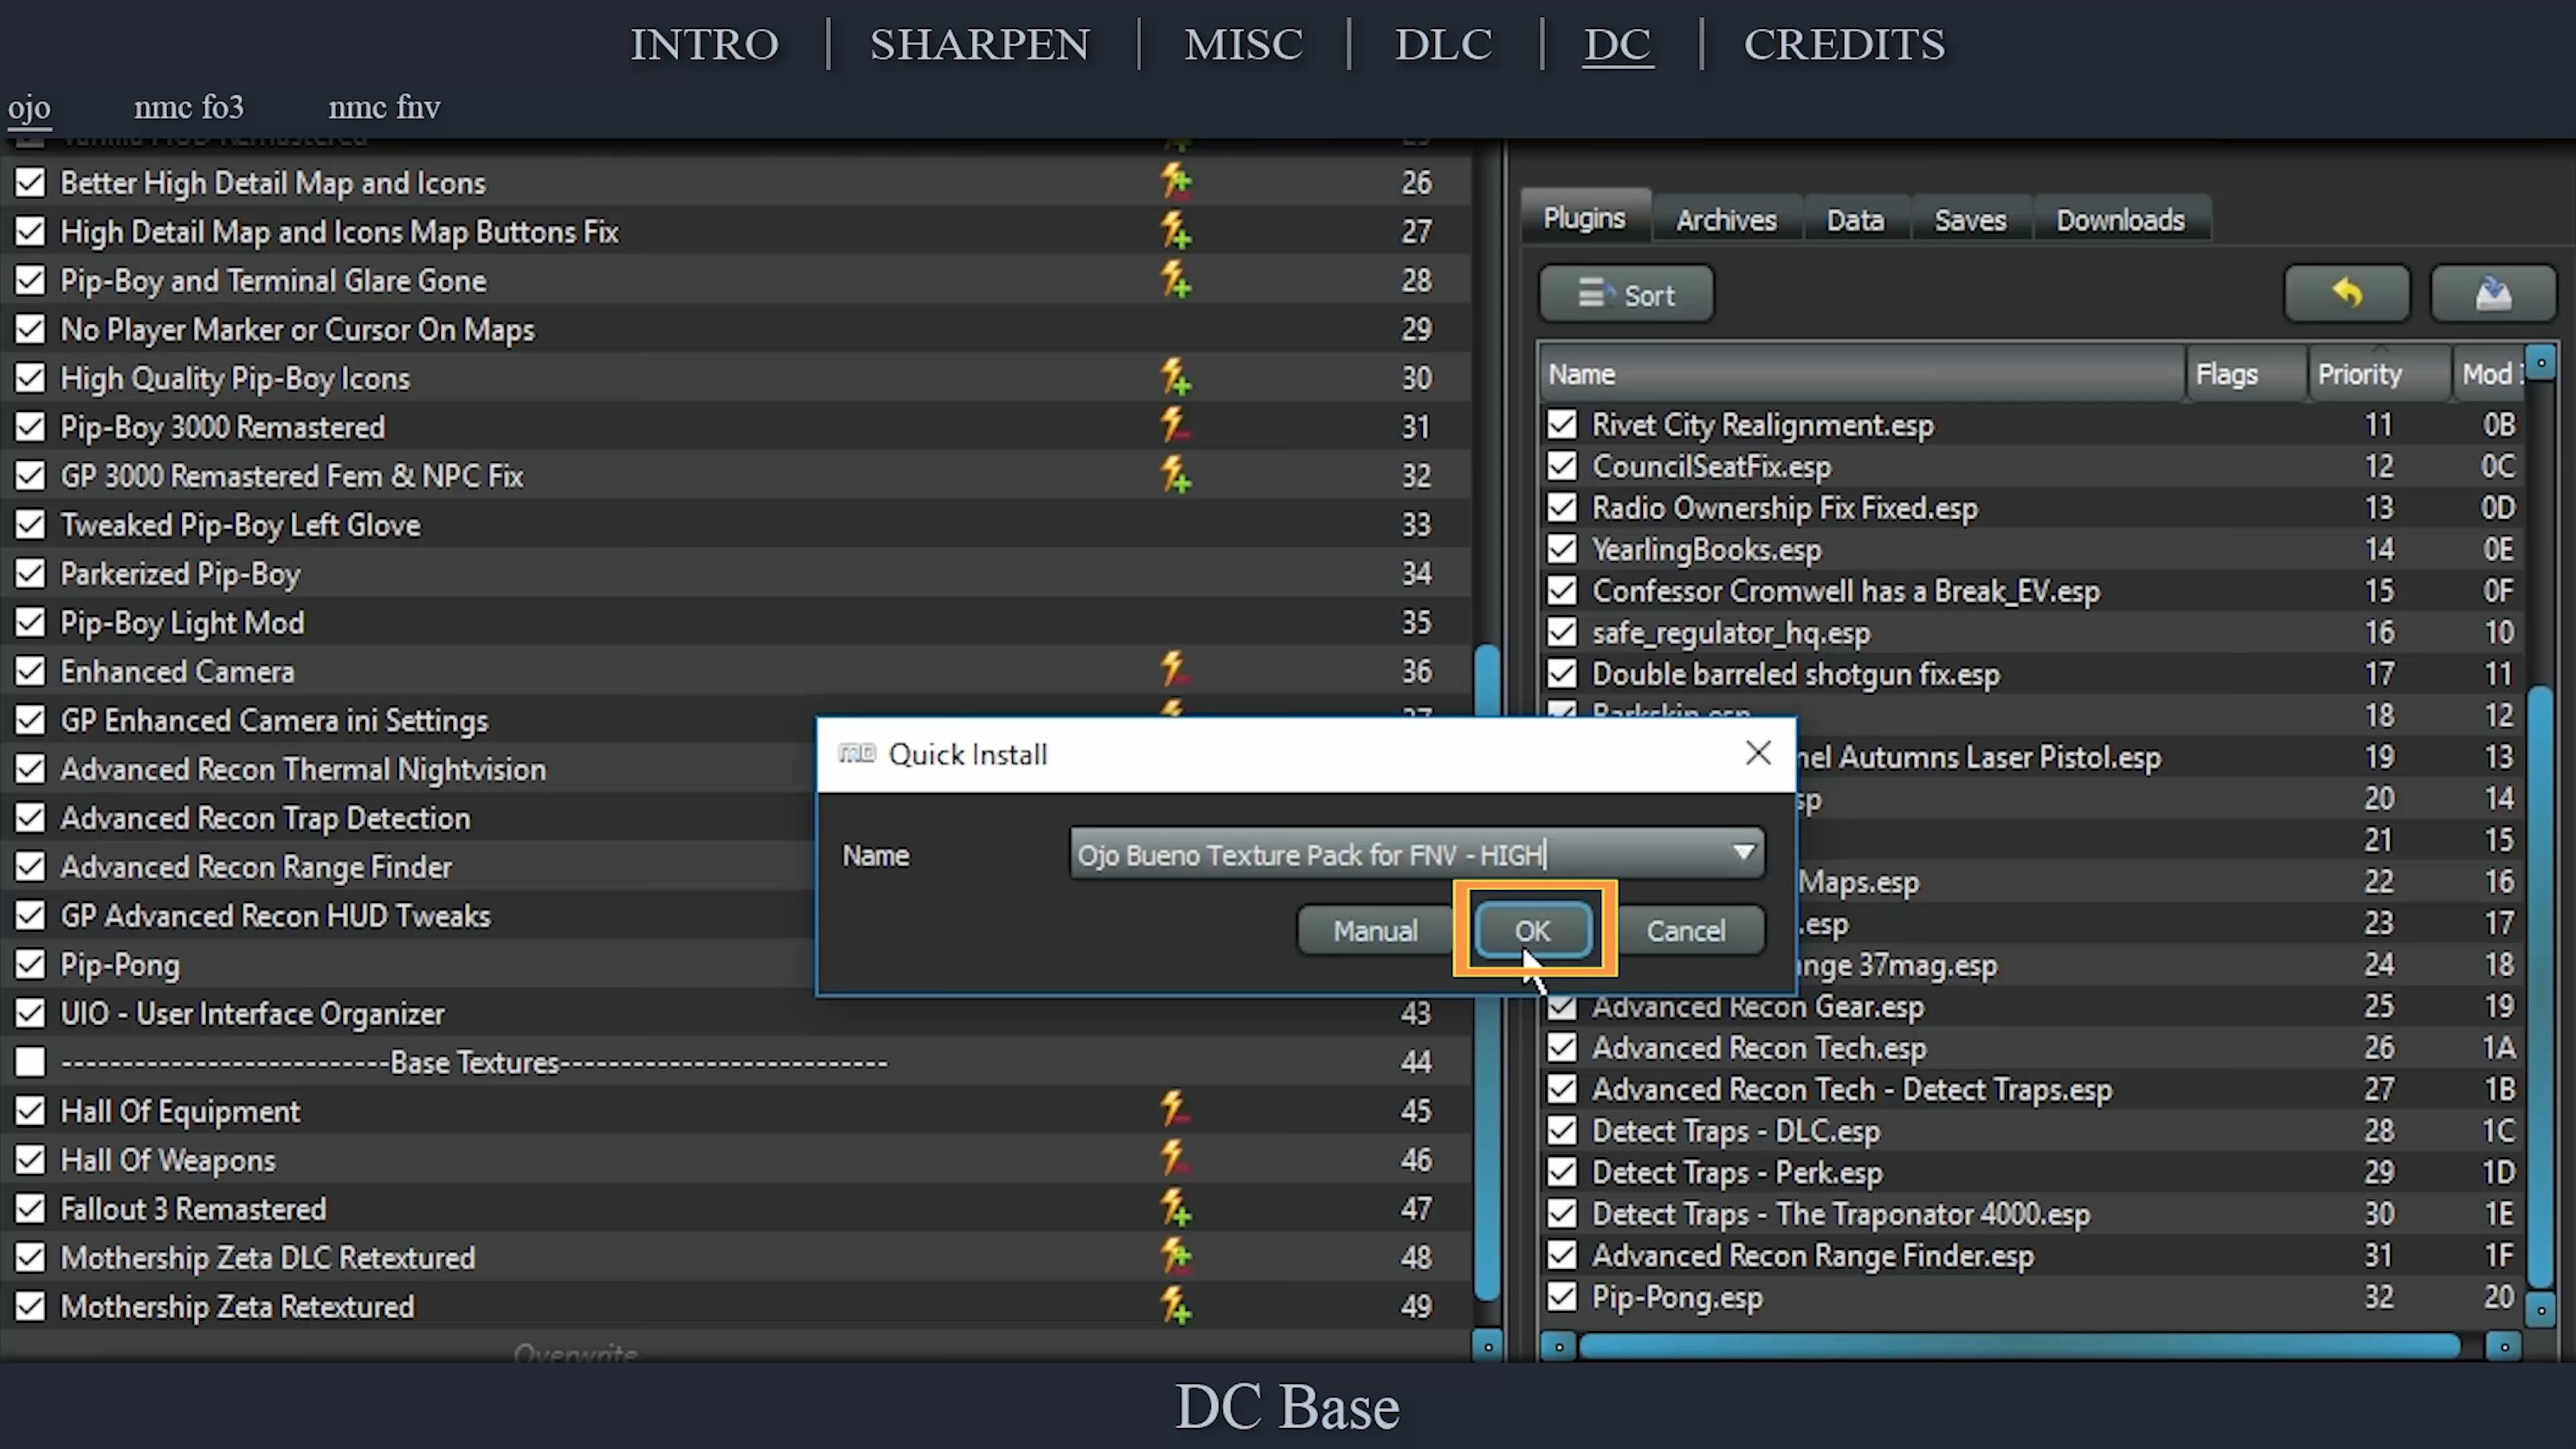 INTRO | SHARPEN | MISC | DLC | DC | CREDITS
ojo nmc fo3 nmc fnv
Better High Detail Map and Icons 26
High Detail Map and Icons Map Buttons Fix 27
Pip-Boy and Terminal Glare Gone 28
No Player Marker or Cursor On Maps 29
High Quality Pip-Boy Icons 30
Pip-Boy 3000 Remastered 31
GP 3000 Remastered Fem & NPC Fix 32
Tweaked Pip-Boy Left Glove 33
Parkerized Pip-Boy 34
Pip-Boy Light Mod 35
Enhanced Camera 36
GP Enhanced Camera ini Settings 37
Advanced Recon Thermal Nightvision
Advanced Recon Trap Detection
Advanced Recon Range Finder
GP Advanced Recon HUD Tweaks
Pip-Pong
UIO - User Interface Organizer 43
---------------------------Base Textures--------------------------- 44
Hall Of Equipment 45
Hall Of Weapons 46
Fallout 3 Remastered 47
Mothership Zeta DLC Retextured 48
Mothership Zeta Retextured 49
Overwrite
Plugins Archives Data Saves Downloads
Sort
Name Flags Priority Mod
Rivet City Realignment.esp 11 0B
CouncilSeatFix.esp 12 0C
Radio Ownership Fix Fixed.esp 13 0D
YearlingBooks.esp 14 0E
Confessor Cromwell has a Break_EV.esp 15 0F
safe_regulator_hq.esp 16 10
Double barreled shotgun fix.esp 17 11
Barkskin.esp 18 12
nel Autumns Laser Pistol.esp 19 13
sp 20 14
21 15
Maps.esp 22 16
.esp 23 17
nge 37mag.esp 24 18
Advanced Recon Gear.esp 25 19
Advanced Recon Tech.esp 26 1A
Advanced Recon Tech - Detect Traps.esp 27 1B
Detect Traps - DLC.esp 28 1C
Detect Traps - Perk.esp 29 1D
Detect Traps - The Traponator 4000.esp 30 1E
Advanced Recon Range Finder.esp 31 1F
Pip-Pong.esp 32 20
MO Quick Install
Name Ojo Bueno Texture Pack for FNV - HIGH
Manual OK Cancel
DC Base